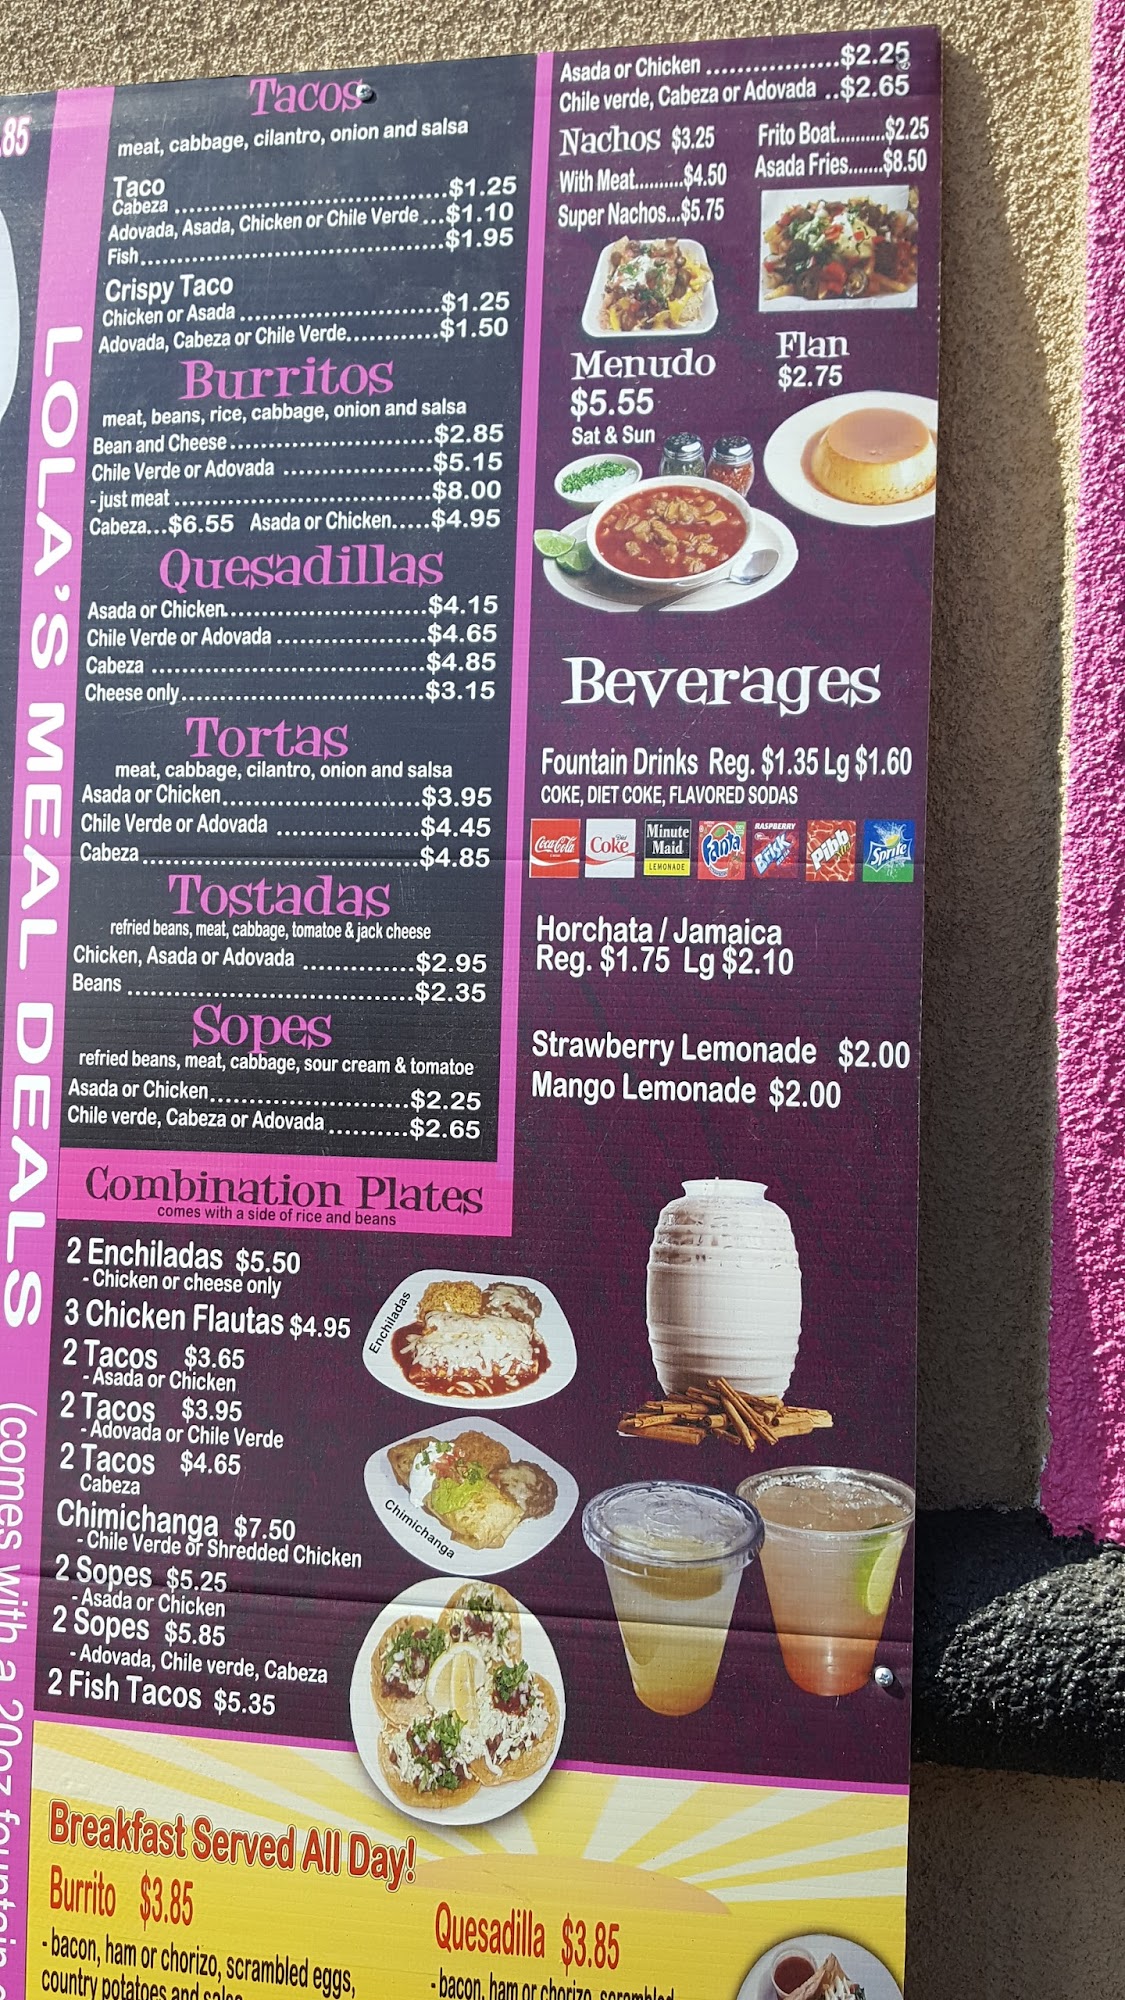 .85
LOLA'S MEAL DEALS (comes with a 20oz fountain
Tacos
meat, cabbage, cilantro, onion and salsa
Taco
Cabeza ..............................$1.25
Adovada, Asada, Chicken or Chile Verde ...$1.10
Fish..................................$1.95
Crispy Taco
Chicken or Asada ........................$1.25
Adovada, Cabeza or Chile Verde............$1.50
Burritos
meat, beans, rice, cabbage, onion and salsa
Bean and Cheese........................$2.85
Chile Verde or Adovada .................$5.15
- just meat ..............................$8.00
Cabeza...$6.55 Asada or Chicken.....$4.95
Quesadillas
Asada or Chicken........................$4.15
Chile Verde or Adovada ..................$4.65
Cabeza .................................$4.85
Cheese only.............................$3.15
Tortas
meat, cabbage, cilantro, onion and salsa
Asada or Chicken........................$3.95
Chile Verde or Adovada .................$4.45
Cabeza.................................$4.85
Tostadas
refried beans, meat, cabbage, tomatoe & jack cheese
Chicken, Asada or Adovada .............$2.95
Beans ..................................$2.35
Sopes
refried beans, meat, cabbage, sour cream & tomatoe
Asada or Chicken........................$2.25
Chile verde, Cabeza or Adovada ..........$2.65
Combination Plates
comes with a side of rice and beans
2 Enchiladas $5.50
- Chicken or cheese only
3 Chicken Flautas $4.95
2 Tacos $3.65
- Asada or Chicken
2 Tacos $3.95
- Adovada or Chile Verde
2 Tacos $4.65
Cabeza
Chimichanga $7.50
- Chile Verde or Shredded Chicken
2 Sopes $5.25
- Asada or Chicken
2 Sopes $5.85
- Adovada, Chile verde, Cabeza
2 Fish Tacos $5.35
Enchiladas
Chimichanga
Asada or Chicken ................$2.25
Chile verde, Cabeza or Adovada ..$2.65
Nachos $3.25
With Meat..........$4.50
Super Nachos...$5.75
Frito Boat..........$2.25
Asada Fries.......$8.50
Menudo
$5.55
Sat & Sun
Flan
$2.75
Beverages
Fountain Drinks Reg. $1.35 Lg $1.60
COKE, DIET COKE, FLAVORED SODAS
Coca-Cola
Diet Coke
Minute Maid LEMONADE
Fanta
RASPBERRY Brisk
Pibb
Sprite
Horchata / Jamaica
Reg. $1.75 Lg $2.10
Strawberry Lemonade $2.00
Mango Lemonade $2.00
Breakfast Served All Day!
Burrito $3.85
- bacon, ham or chorizo, scrambled eggs,
country potatoes and salsa
Quesadilla $3.85
- bacon, ham or chorizo, scrambled